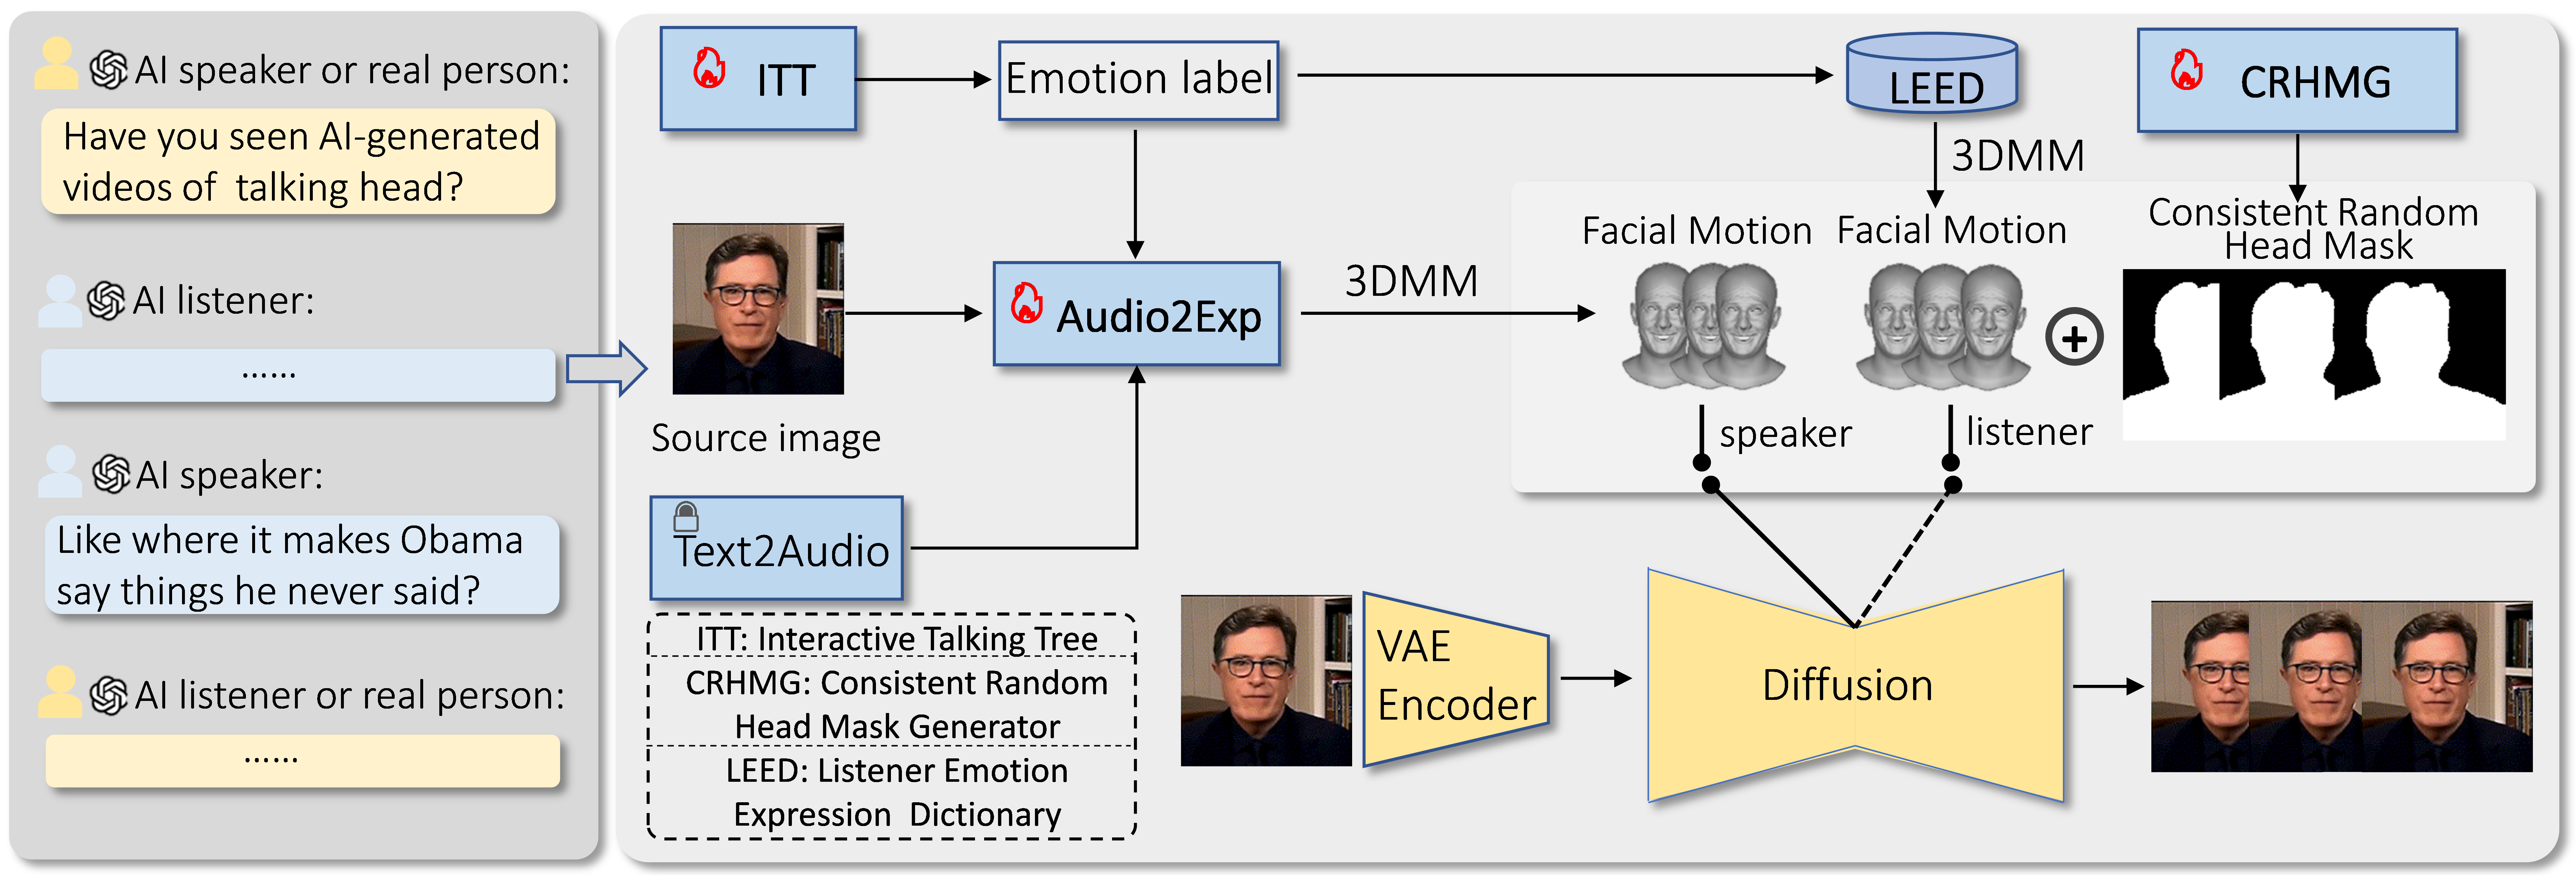 AI speaker or real person:
Have you seen AI-generated
videos of talking head?
AI listener:
......
AI speaker:
Like where it makes Obama
say things he never said?
AI listener or real person:
......
ITT
Emotion label
LEED
CRHMG
3DMM
Source image
Audio2Exp
3DMM
Facial Motion
Facial Motion
Consistent Random
Head Mask
speaker
listener
Text2Audio
ITT: Interactive Talking Tree
CRHMG: Consistent Random
Head Mask Generator
LEED: Listener Emotion
Expression Dictionary
VAE
Encoder
Diffusion